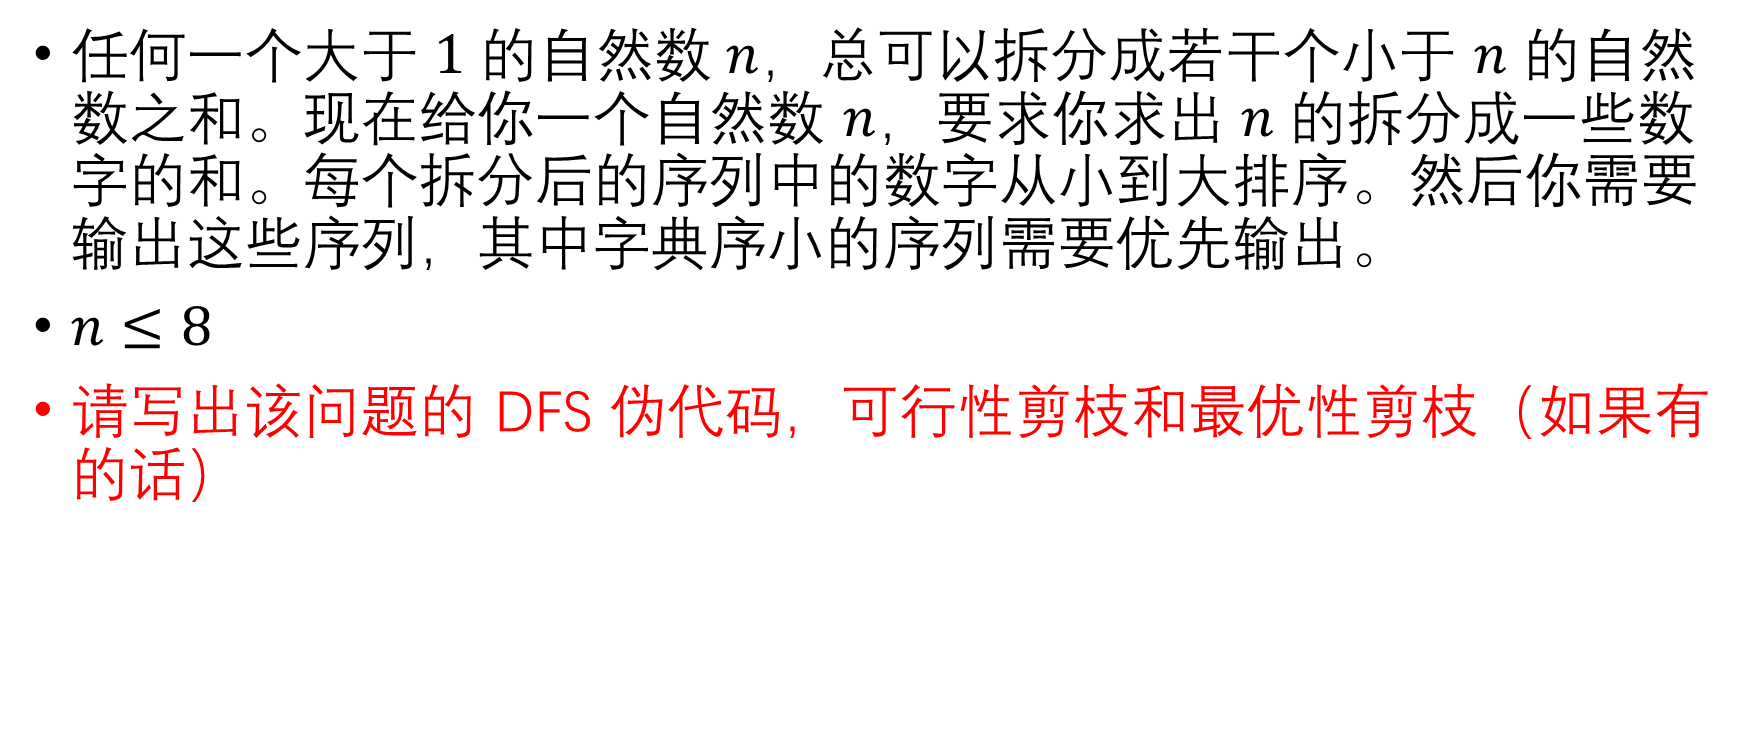 • 任何一个大于 1 的自然数 n，总可以拆分成若干个小于 n 的自然
数之和。现在给你一个自然数 n，要求你求出 n 的拆分成一些数
字的和。每个拆分后的序列中的数字从小到大排序。然后你需要
输出这些序列，其中字典序小的序列需要优先输出。
• n ≤ 8
• 请写出该问题的 DFS 伪代码，可行性剪枝和最优性剪枝（如果有
的话）